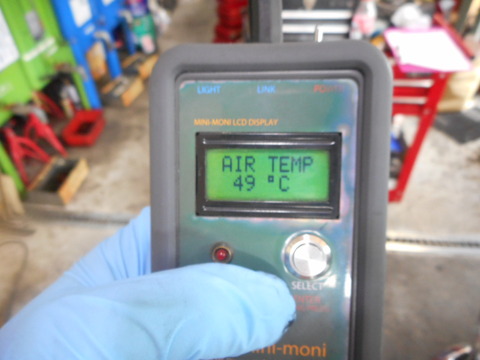 LIGHT LINK
MINI-MONI LCD DISPLAY
AIR TEMP
49 °C
SELECT
mini-moni